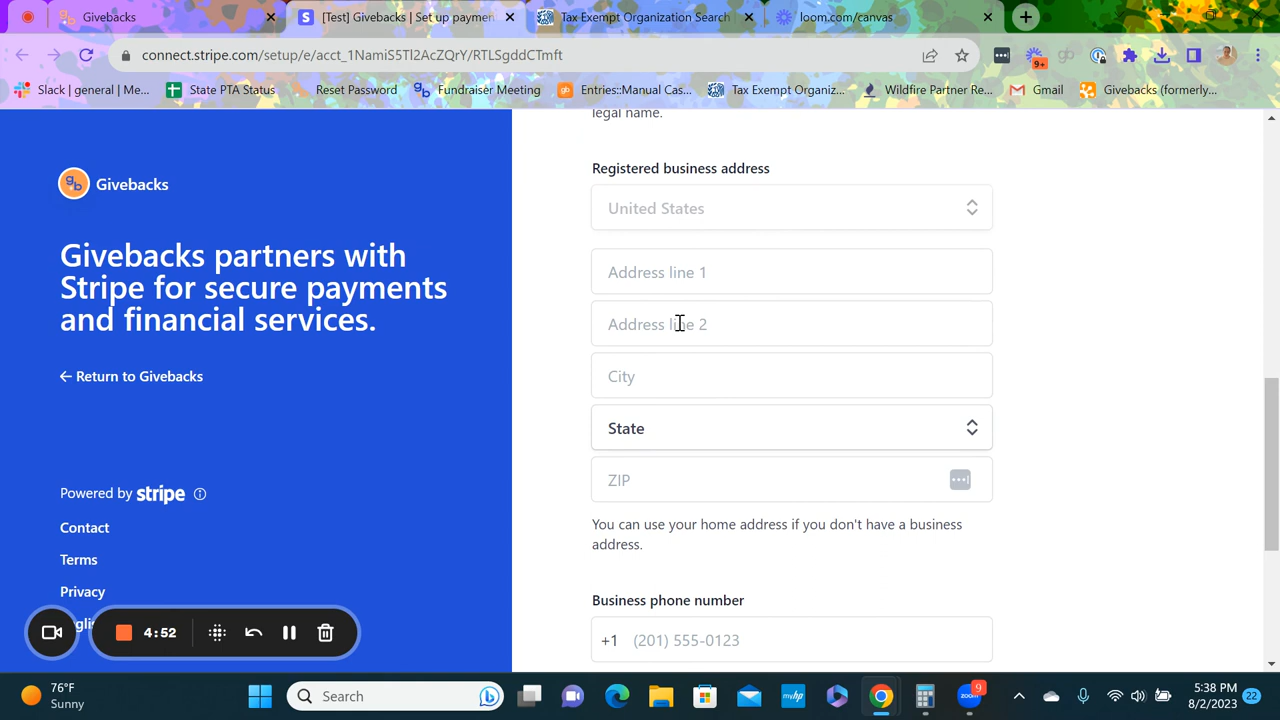 Givebacks
[Test] Givebacks | Set up paymen
Tax Exempt Organization Search
loom.com/canvas
connect.stripe.com/setup/e/acct_1NamiS5Tl2AcZQrY/RTLSgddCTmft
9+
Slack | general | Me...
State PTA Status
Reset Password
Fundraiser Meeting
Entries::Manual Cas...
Tax Exempt Organiz...
Wildfire Partner Re...
Gmail
Givebacks (formerly...
gb Givebacks
Givebacks partners with
Stripe for secure payments
and financial services.
← Return to Givebacks
Powered by stripe
Contact
Terms
Privacy
4:52
legal name.
Registered business address
United States
Address line 1
Address line 2
City
State
ZIP
You can use your home address if you don't have a business
address.
Business phone number
+1 (201) 555-0123
76°F
Sunny
Search
myhp
zoom
9
5:38 PM
8/2/2023
22